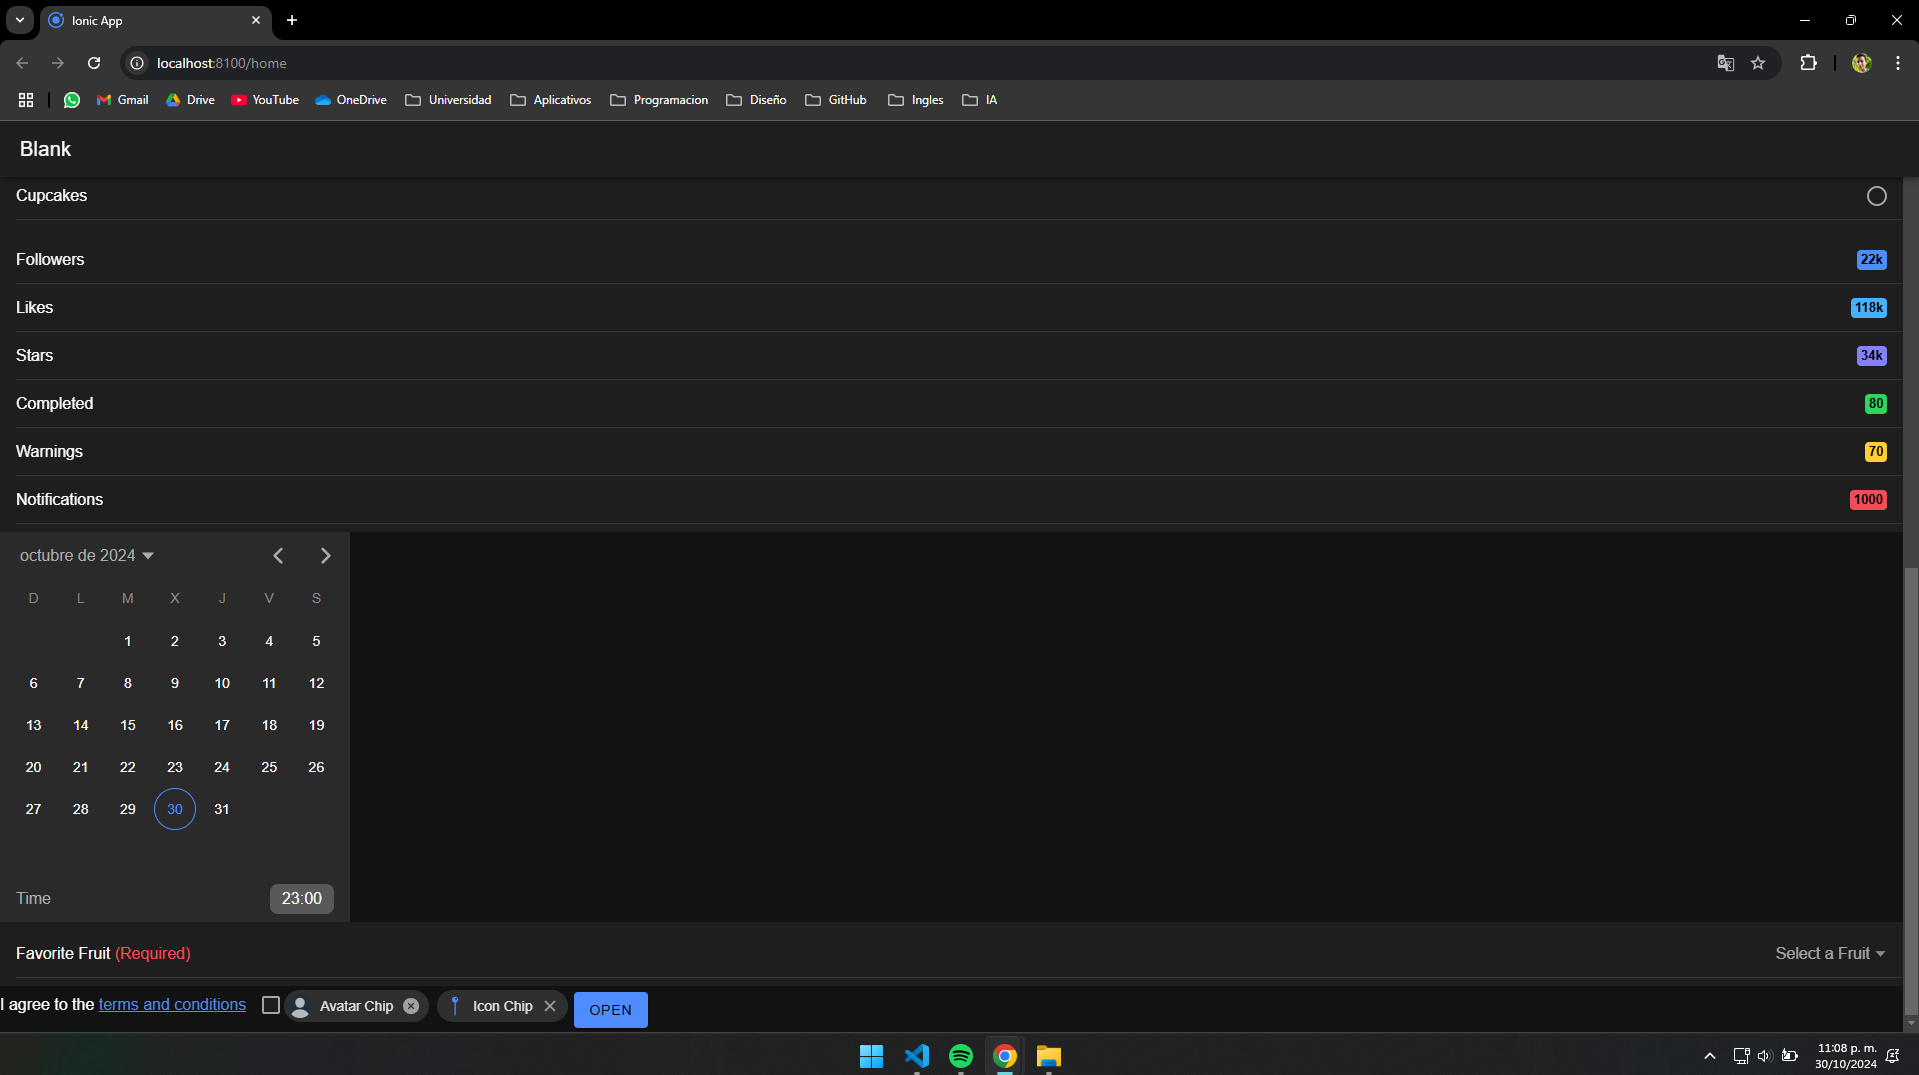 Ionic App
localhost:8100/home
Gmail Drive YouTube OneDrive Universidad Aplicativos Programacion Diseño GitHub Ingles IA
Blank
Cupcakes
Followers 22k
Likes 118k
Stars 34k
Completed 80
Warnings 70
Notifications 1000
octubre de 2024
D L M X J V S
1 2 3 4 5
6 7 8 9 10 11 12
13 14 15 16 17 18 19
20 21 22 23 24 25 26
27 28 29 30 31
Time 23:00
Favorite Fruit (Required) Select a Fruit
I agree to the terms and conditions Avatar Chip Icon Chip OPEN
11:08 p. m.
30/10/2024